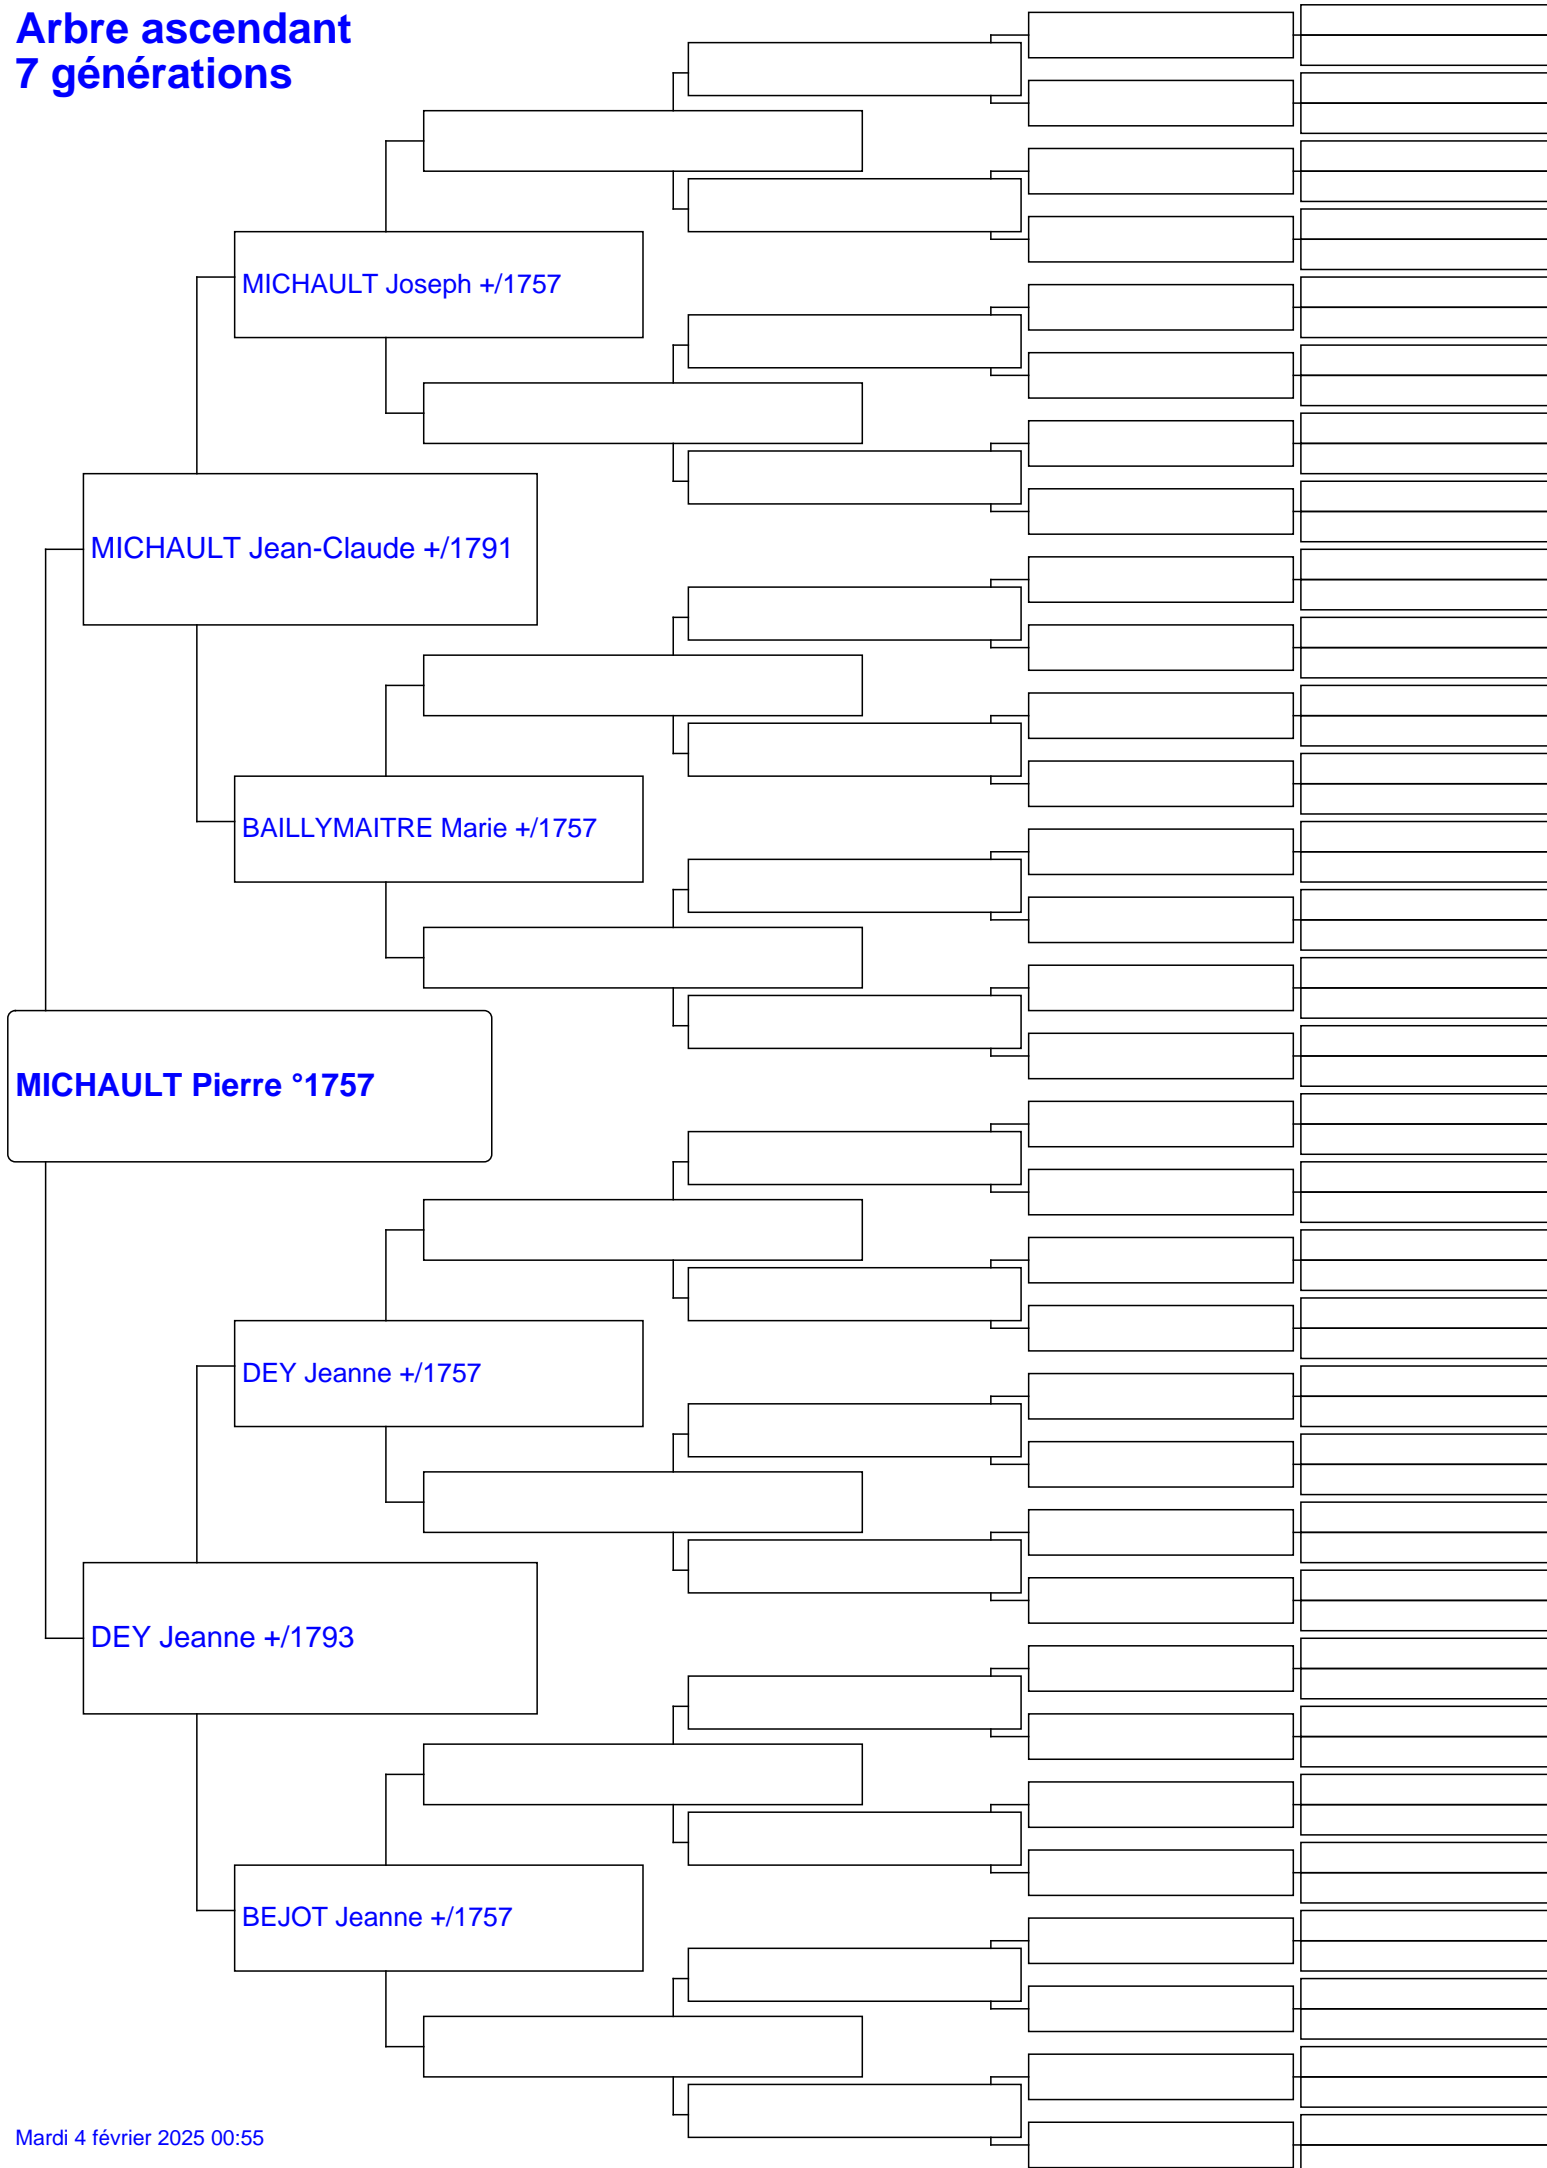 Arbre ascendant
7 générations
MICHAULT Joseph +/1757
MICHAULT Jean-Claude +/1791
BAILLYMAITRE Marie +/1757
MICHAULT Pierre °1757
DEY Jeanne +/1757
DEY Jeanne +/1793
BEJOT Jeanne +/1757
Mardi 4 février 2025 00:55